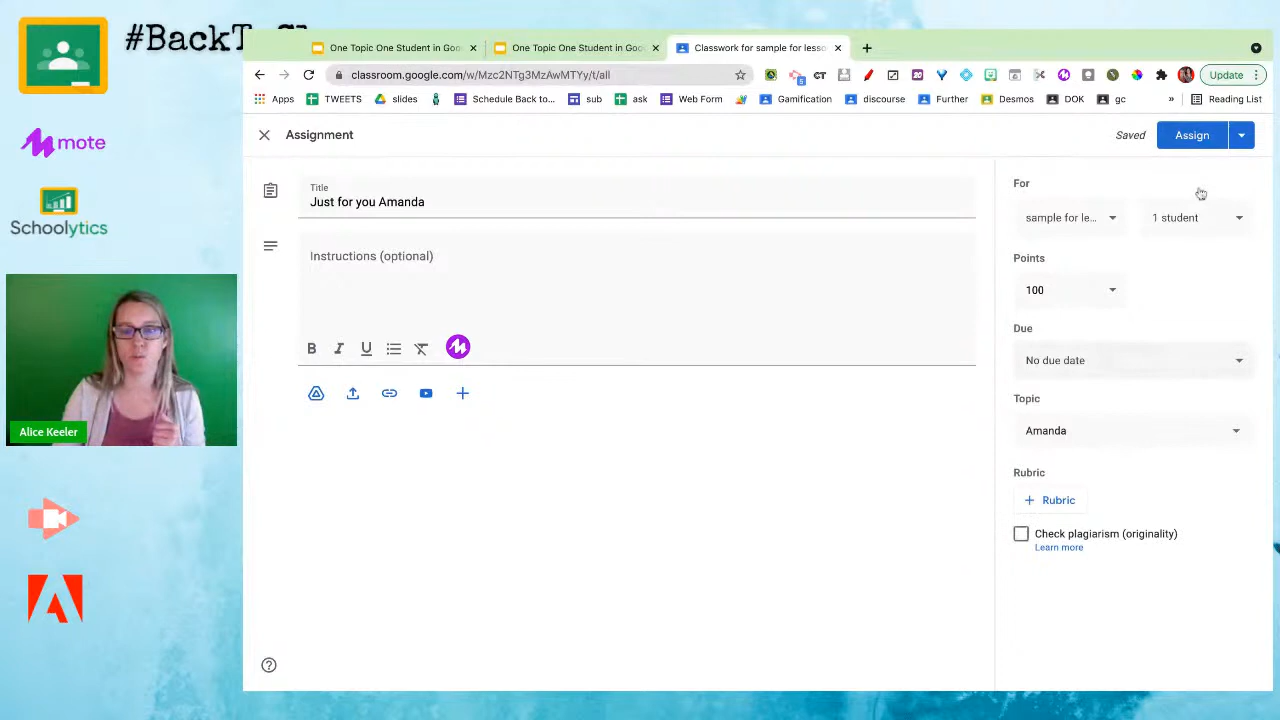 #BackT
mote
Schoolytics
Alice Keeler
One Topic One Student in Goo
One Topic One Student in Goo
Classwork for sample for lesso
classroom.google.com/w/Mzc2NTg3MzAwMTYy/t/all
Update
Apps
TWEETS
slides
Schedule Back to...
sub
ask
Web Form
Gamification
discourse
Further
Desmos
DOK
gc
»
Reading List
Assignment
Saved
Assign
Title
Just for you Amanda
Instructions (optional)
For
sample for le...
1 student
Points
100
Due
No due date
Topic
Amanda
Rubric
+ Rubric
Check plagiarism (originality)
Learn more